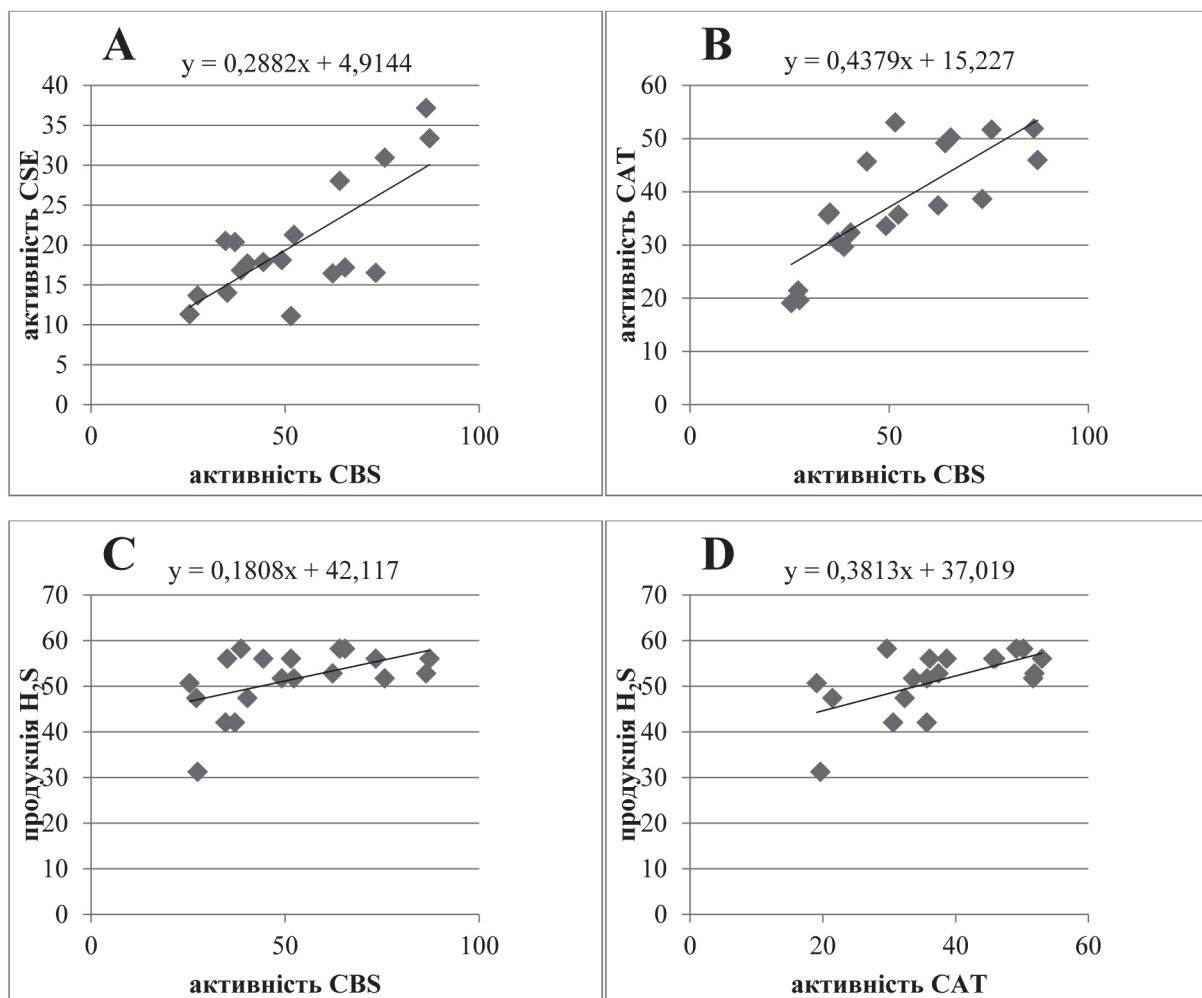 A
y = 0,2882x + 4,9144
40
35
30
25
20
15
10
5
0
0
50
100
активність CSE
активність CBS
B
y = 0,4379x + 15,227
60
50
40
30
20
10
0
0
50
100
активність CAT
активність CBS
C
y = 0,1808x + 42,117
70
60
50
40
30
20
10
0
0
50
100
продукція H₂S
активність CBS
D
y = 0,3813x + 37,019
70
60
50
40
30
20
10
0
0
20
40
60
продукція H₂S
активність CAT